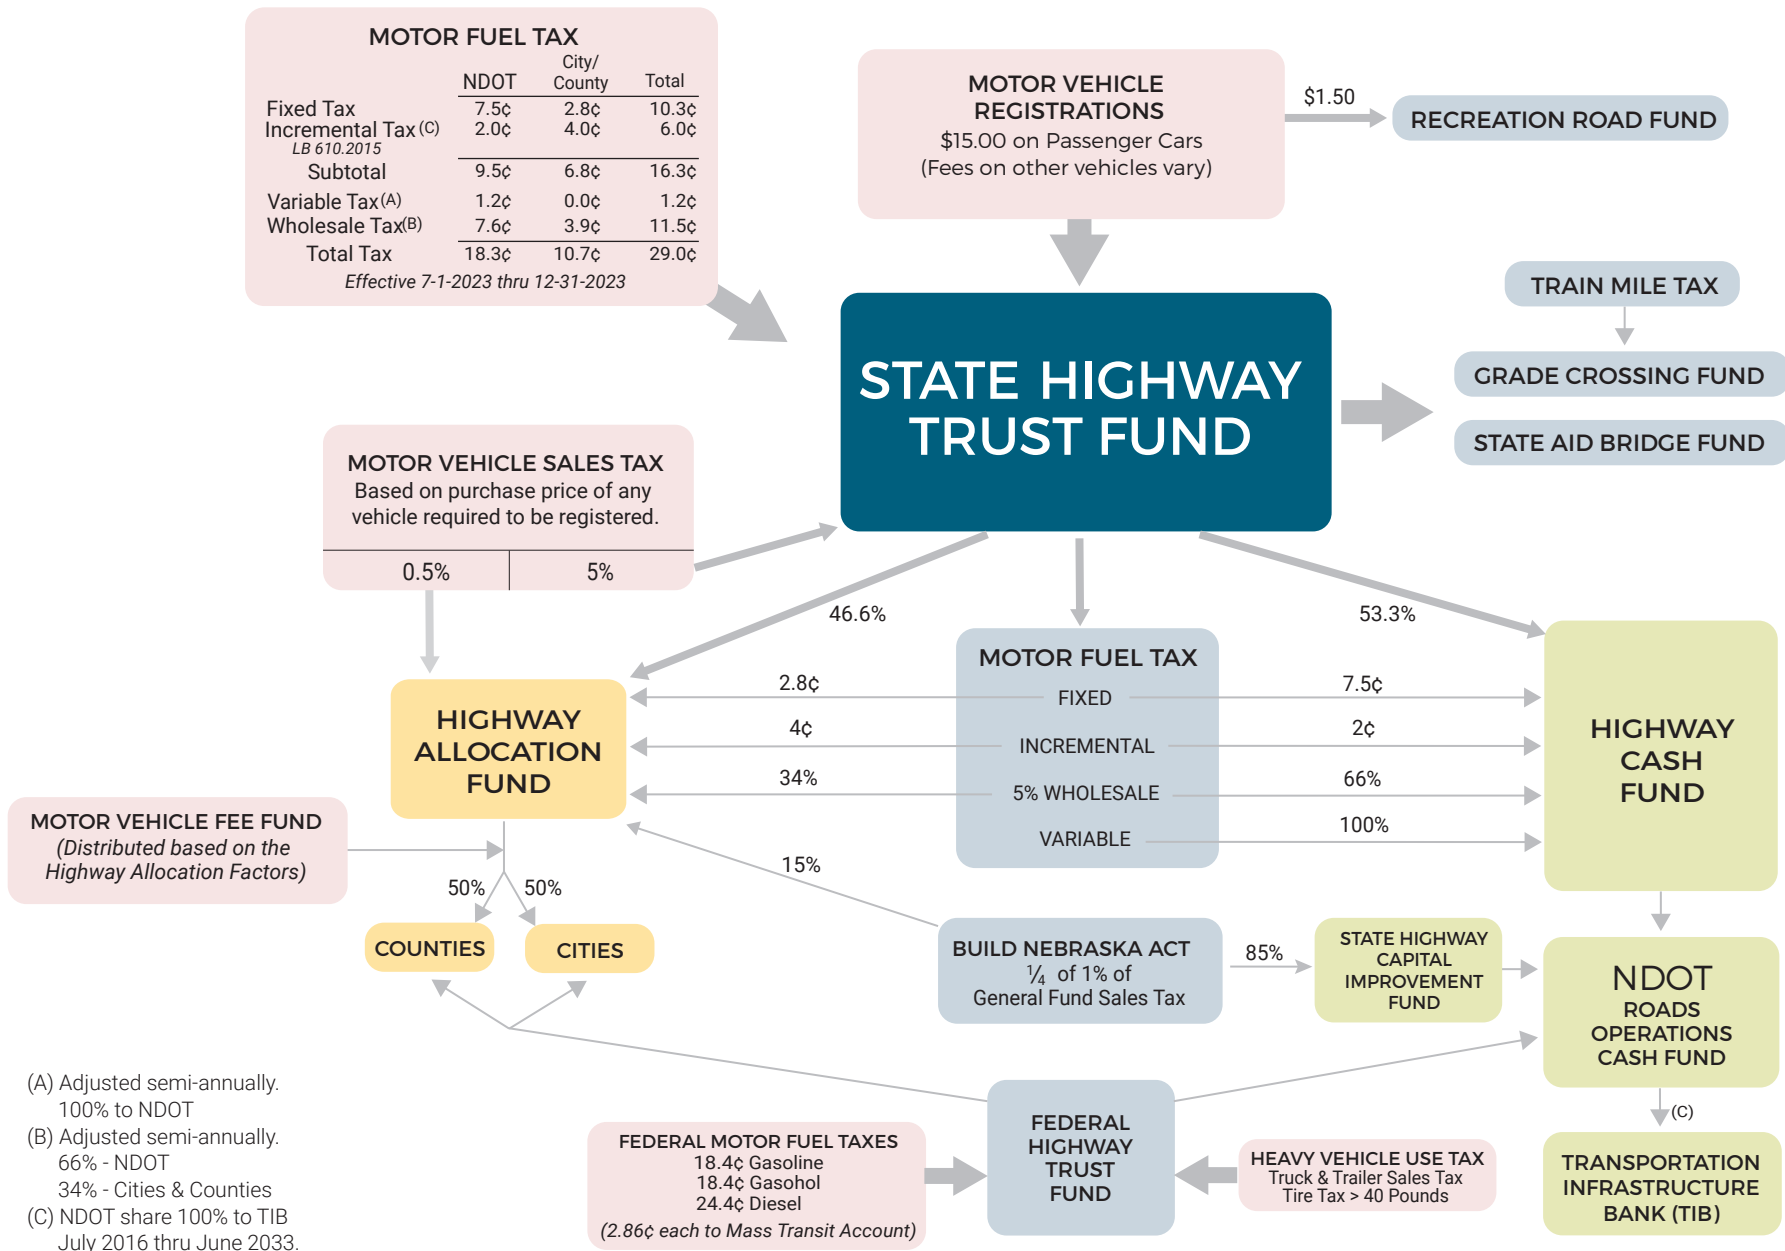 MOTOR FUEL TAX
NDOT City/County Total
Fixed Tax 7.5¢ 2.8¢ 10.3¢
Incremental Tax (C) 2.0¢ 4.0¢ 6.0¢
LB 610.2015
Subtotal 9.5¢ 6.8¢ 16.3¢
Variable Tax (A) 1.2¢ 0.0¢ 1.2¢
Wholesale Tax(B) 7.6¢ 3.9¢ 11.5¢
Total Tax 18.3¢ 10.7¢ 29.0¢
Effective 7-1-2023 thru 12-31-2023
MOTOR VEHICLE
REGISTRATIONS
$15.00 on Passenger Cars
(Fees on other vehicles vary)
$1.50
RECREATION ROAD FUND
TRAIN MILE TAX
GRADE CROSSING FUND
STATE AID BRIDGE FUND
STATE HIGHWAY
TRUST FUND
MOTOR VEHICLE SALES TAX
Based on purchase price of any
vehicle required to be registered.
0.5% 5%
46.6%
53.3%
MOTOR FUEL TAX
2.8¢ FIXED 7.5¢
4¢ INCREMENTAL 2¢
34% 5% WHOLESALE 66%
VARIABLE 100%
HIGHWAY
ALLOCATION
FUND
HIGHWAY
CASH
FUND
MOTOR VEHICLE FEE FUND
(Distributed based on the
Highway Allocation Factors)
50% 50%
COUNTIES
CITIES
15%
BUILD NEBRASKA ACT
1/4 of 1% of
General Fund Sales Tax
85%
STATE HIGHWAY
CAPITAL
IMPROVEMENT
FUND
NDOT
ROADS
OPERATIONS
CASH FUND
(C)
TRANSPORTATION
INFRASTRUCTURE
BANK (TIB)
FEDERAL
HIGHWAY
TRUST
FUND
FEDERAL MOTOR FUEL TAXES
18.4¢ Gasoline
18.4¢ Gasohol
24.4¢ Diesel
(2.86¢ each to Mass Transit Account)
HEAVY VEHICLE USE TAX
Truck & Trailer Sales Tax
Tire Tax > 40 Pounds
(A) Adjusted semi-annually.
100% to NDOT
(B) Adjusted semi-annually.
66% - NDOT
34% - Cities & Counties
(C) NDOT share 100% to TIB
July 2016 thru June 2033.